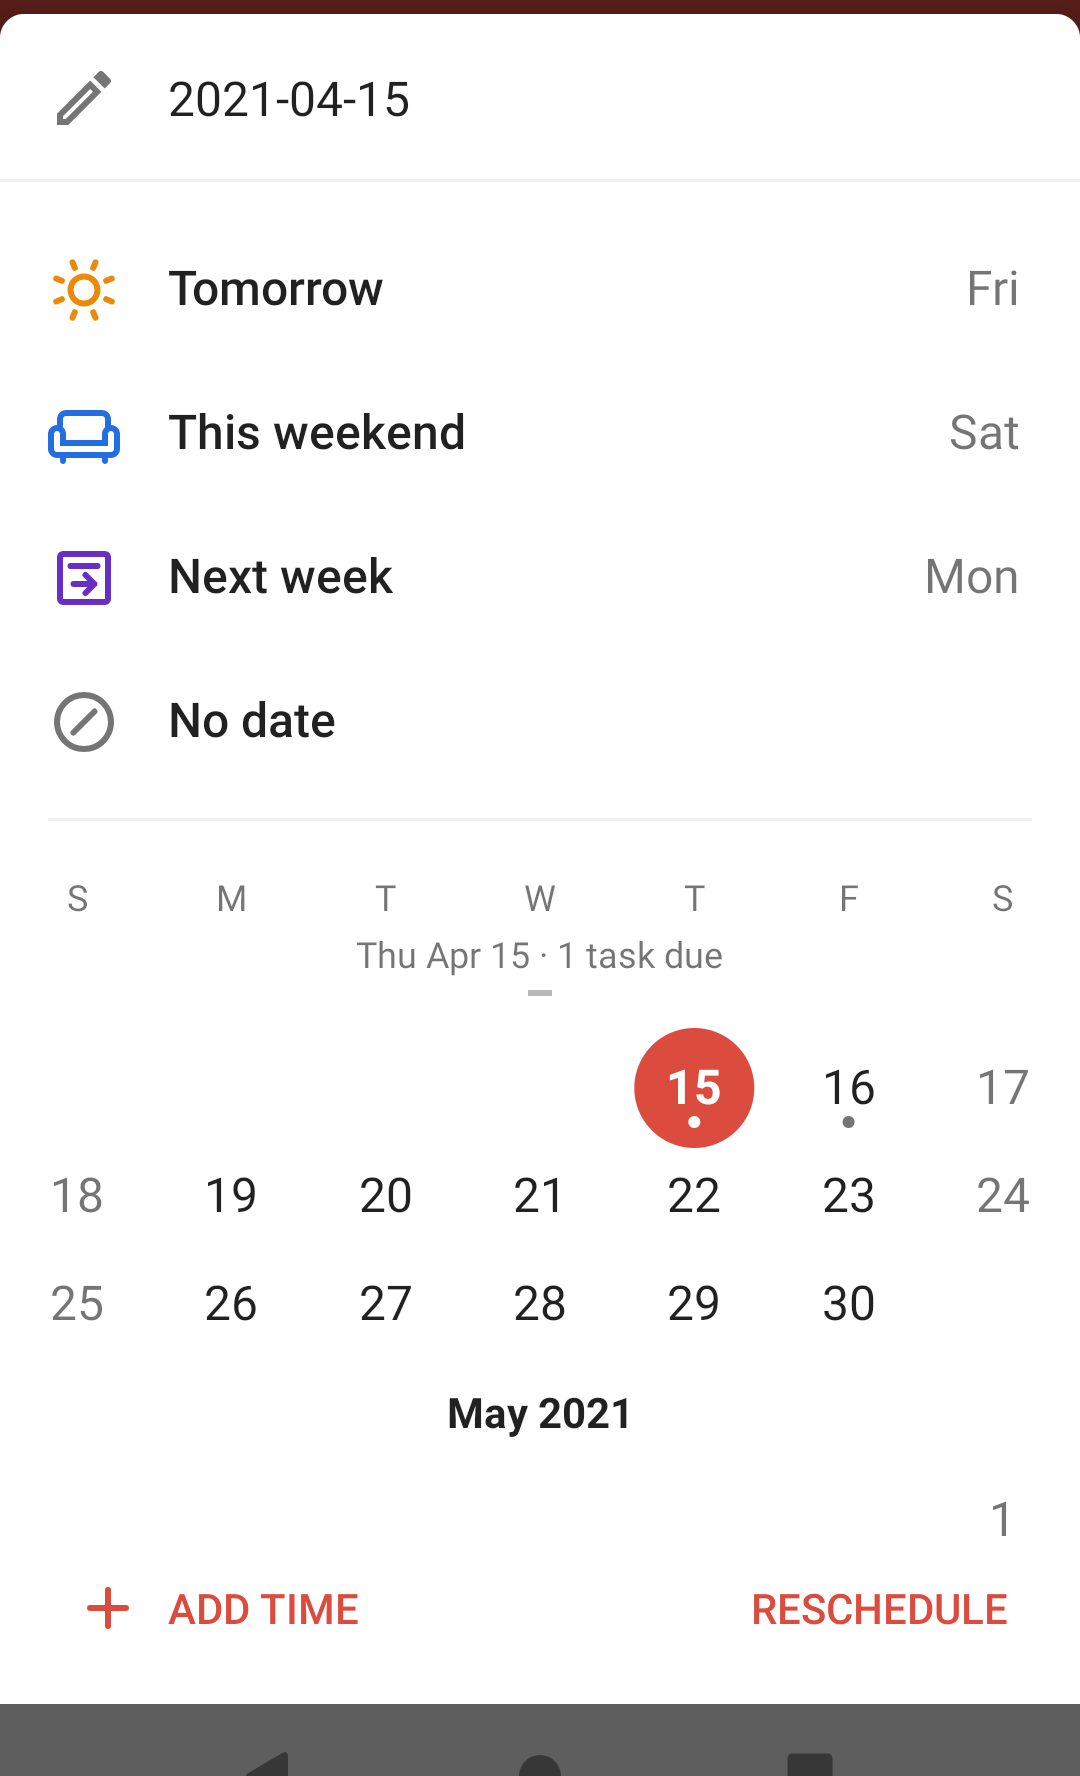 2021-04-15
Tomorrow Fri
This weekend Sat
Next week Mon
No date
S M T W T F S
Thu Apr 15 · 1 task due
15 16 17
18 19 20 21 22 23 24
25 26 27 28 29 30
May 2021
1
ADD TIME RESCHEDULE